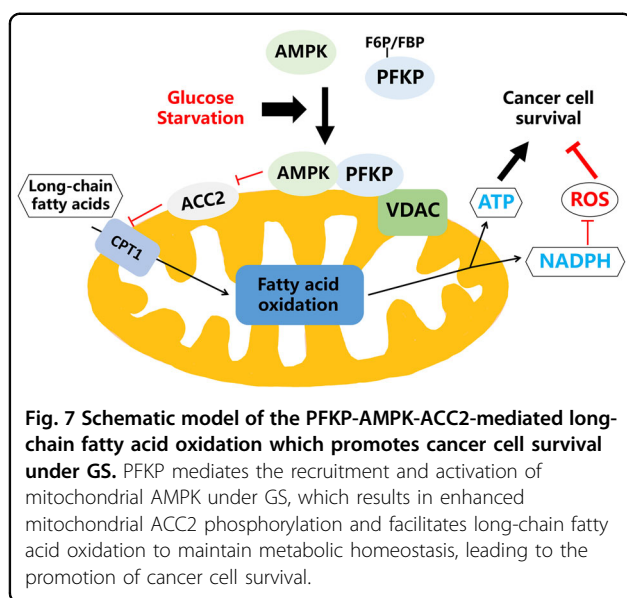 AMPK
F6P/FBP
PFKP
Glucose
Starvation
Cancer cell
survival
AMPK
PFKP
Long-chain
fatty acids
ACC2
VDAC
ATP
ROS
CPT1
NADPH
Fatty acid
oxidation
Fig. 7 Schematic model of the PFKP-AMPK-ACC2-mediated long-
chain fatty acid oxidation which promotes cancer cell survival
under GS. PFKP mediates the recruitment and activation of
mitochondrial AMPK under GS, which results in enhanced
mitochondrial ACC2 phosphorylation and facilitates long-chain fatty
acid oxidation to maintain metabolic homeostasis, leading to the
promotion of cancer cell survival.